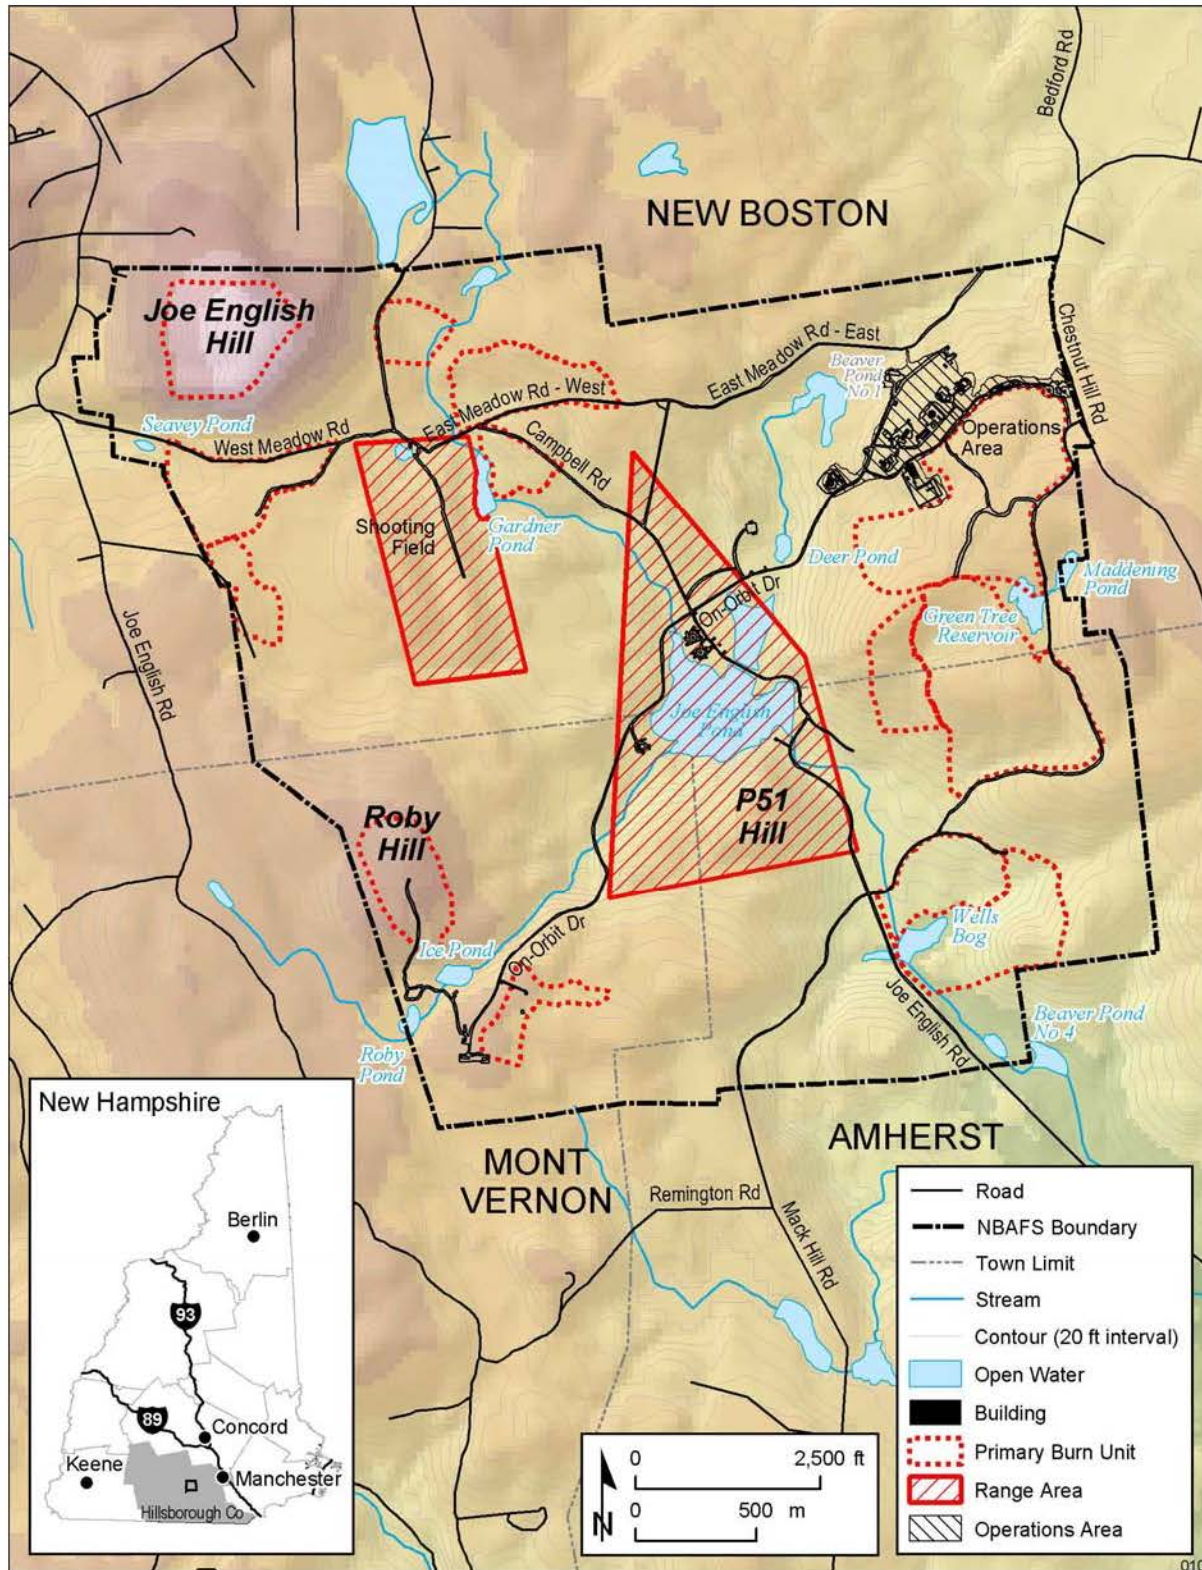 Bedford Rd
NEW BOSTON
Joe English
Hill
Chestnut Hill Rd
East Meadow Rd - East
Beaver
Pond
No 1
East Meadow Rd - West
Seavey Pond
West Meadow Rd
Campbell Rd
Operations
Area
Shooting
Field
Gardner
Pond
Deer Pond
Maddening
Pond
Green Tree
Reservoir
On-Orbit Dr
Joe English Rd
Joe English
Pond
P51
Hill
Roby
Hill
Ice Pond
On-Orbit Dr
Wells
Bog
Roby
Pond
Joe English Rd
Beaver Pond
No 4
MONT
VERNON
AMHERST
Remington Rd
Mack Hill Rd
New Hampshire
Berlin
93
89
Concord
Keene
Manchester
Hillsborough Co
0 2,500 ft
0 500 m
N
Road
NBAFS Boundary
Town Limit
Stream
Contour (20 ft interval)
Open Water
Building
Primary Burn Unit
Range Area
Operations Area
010